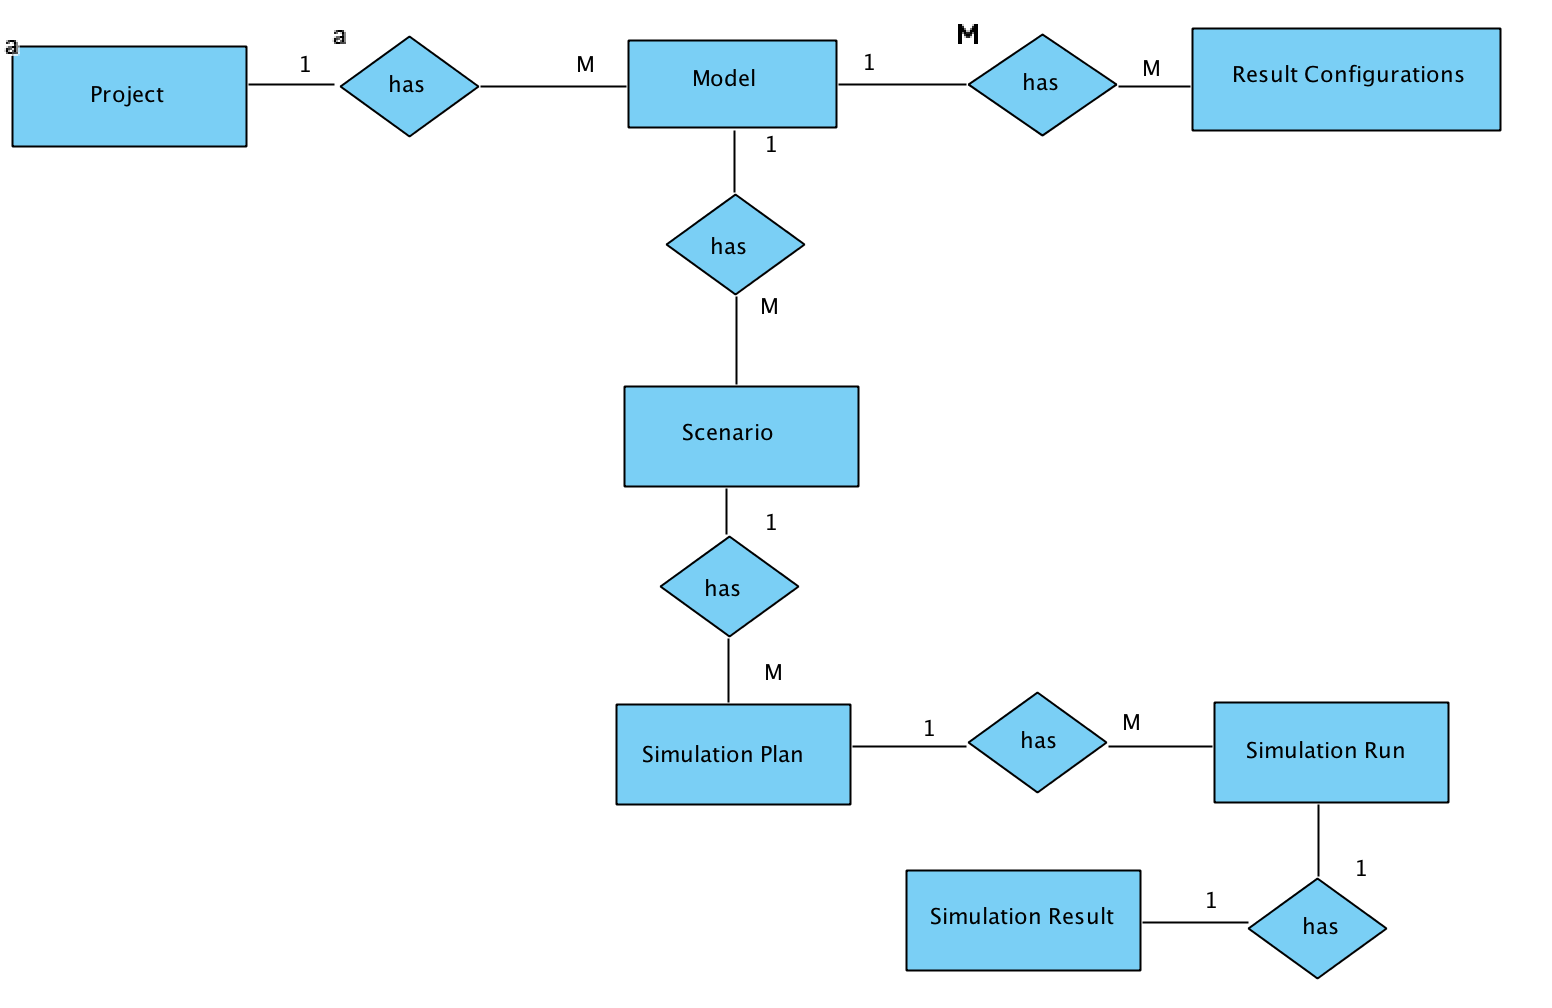 a
a
M
Project
1
has
M
Model
1
has
M
Result Configurations
1
has
M
Scenario
1
has
M
Simulation Plan
1
has
M
Simulation Run
1
has
1
Simulation Result